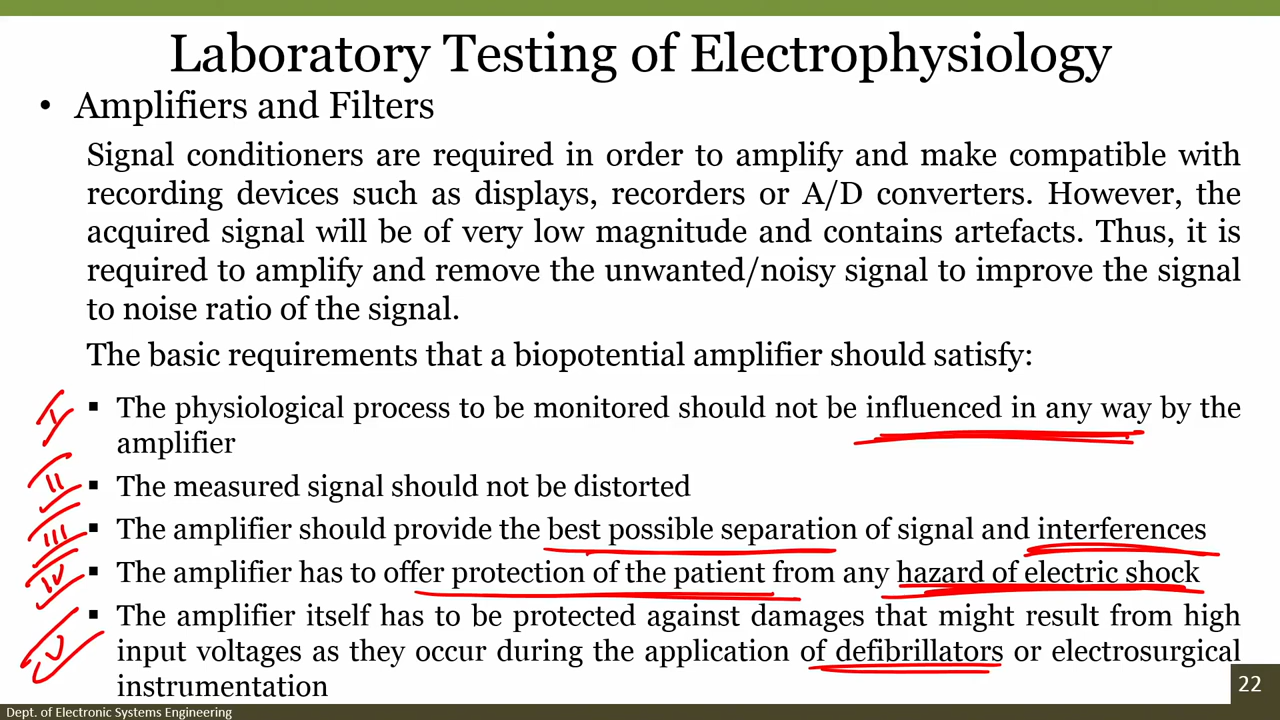 Laboratory Testing of Electrophysiology
• Amplifiers and Filters
Signal conditioners are required in order to amplify and make compatible with
recording devices such as displays, recorders or A/D converters. However, the
acquired signal will be of very low magnitude and contains artefacts. Thus, it is
required to amplify and remove the unwanted/noisy signal to improve the signal
to noise ratio of the signal.
The basic requirements that a biopotential amplifier should satisfy:
I ▪ The physiological process to be monitored should not be influenced in any way by the
amplifier
II ▪ The measured signal should not be distorted
III ▪ The amplifier should provide the best possible separation of signal and interferences
IV ▪ The amplifier has to offer protection of the patient from any hazard of electric shock
V ▪ The amplifier itself has to be protected against damages that might result from high
input voltages as they occur during the application of defibrillators or electrosurgical
instrumentation
22
Dept. of Electronic Systems Engineering